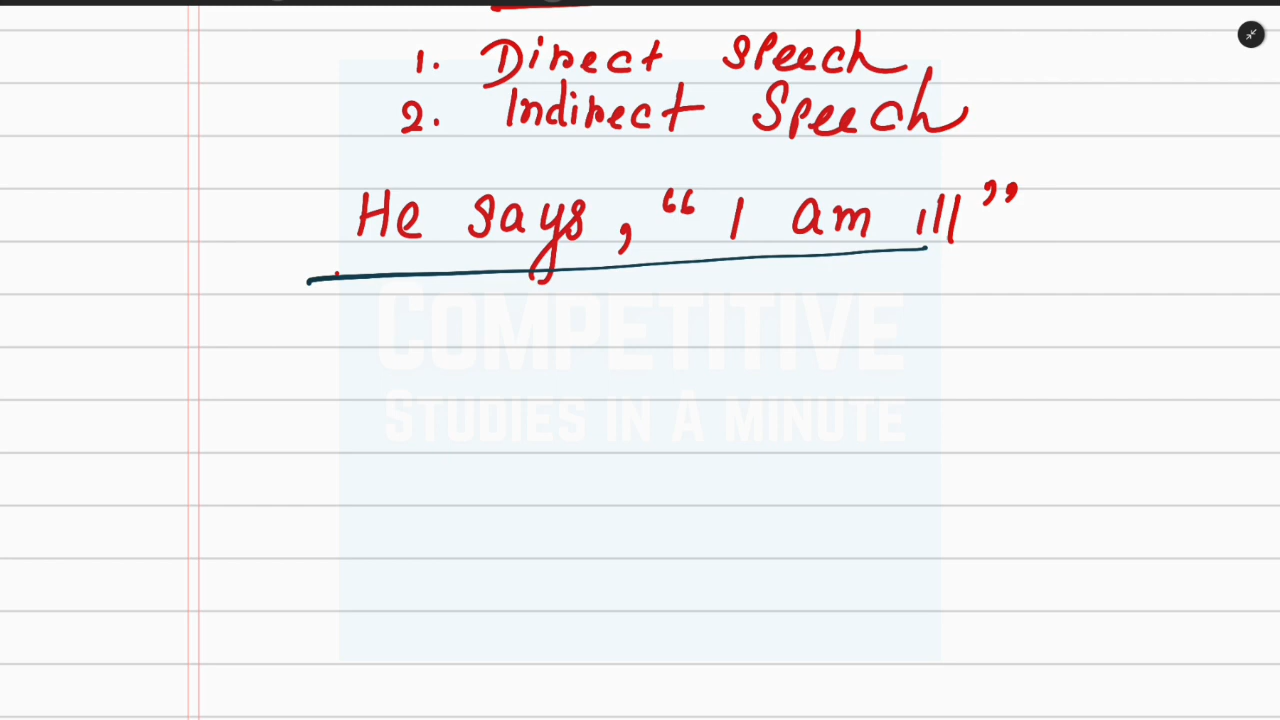 1. Direct Speech
2. Indirect Speech
He says, “I am ill”
COMPETITIVE
STUDIES IN A MINUTE